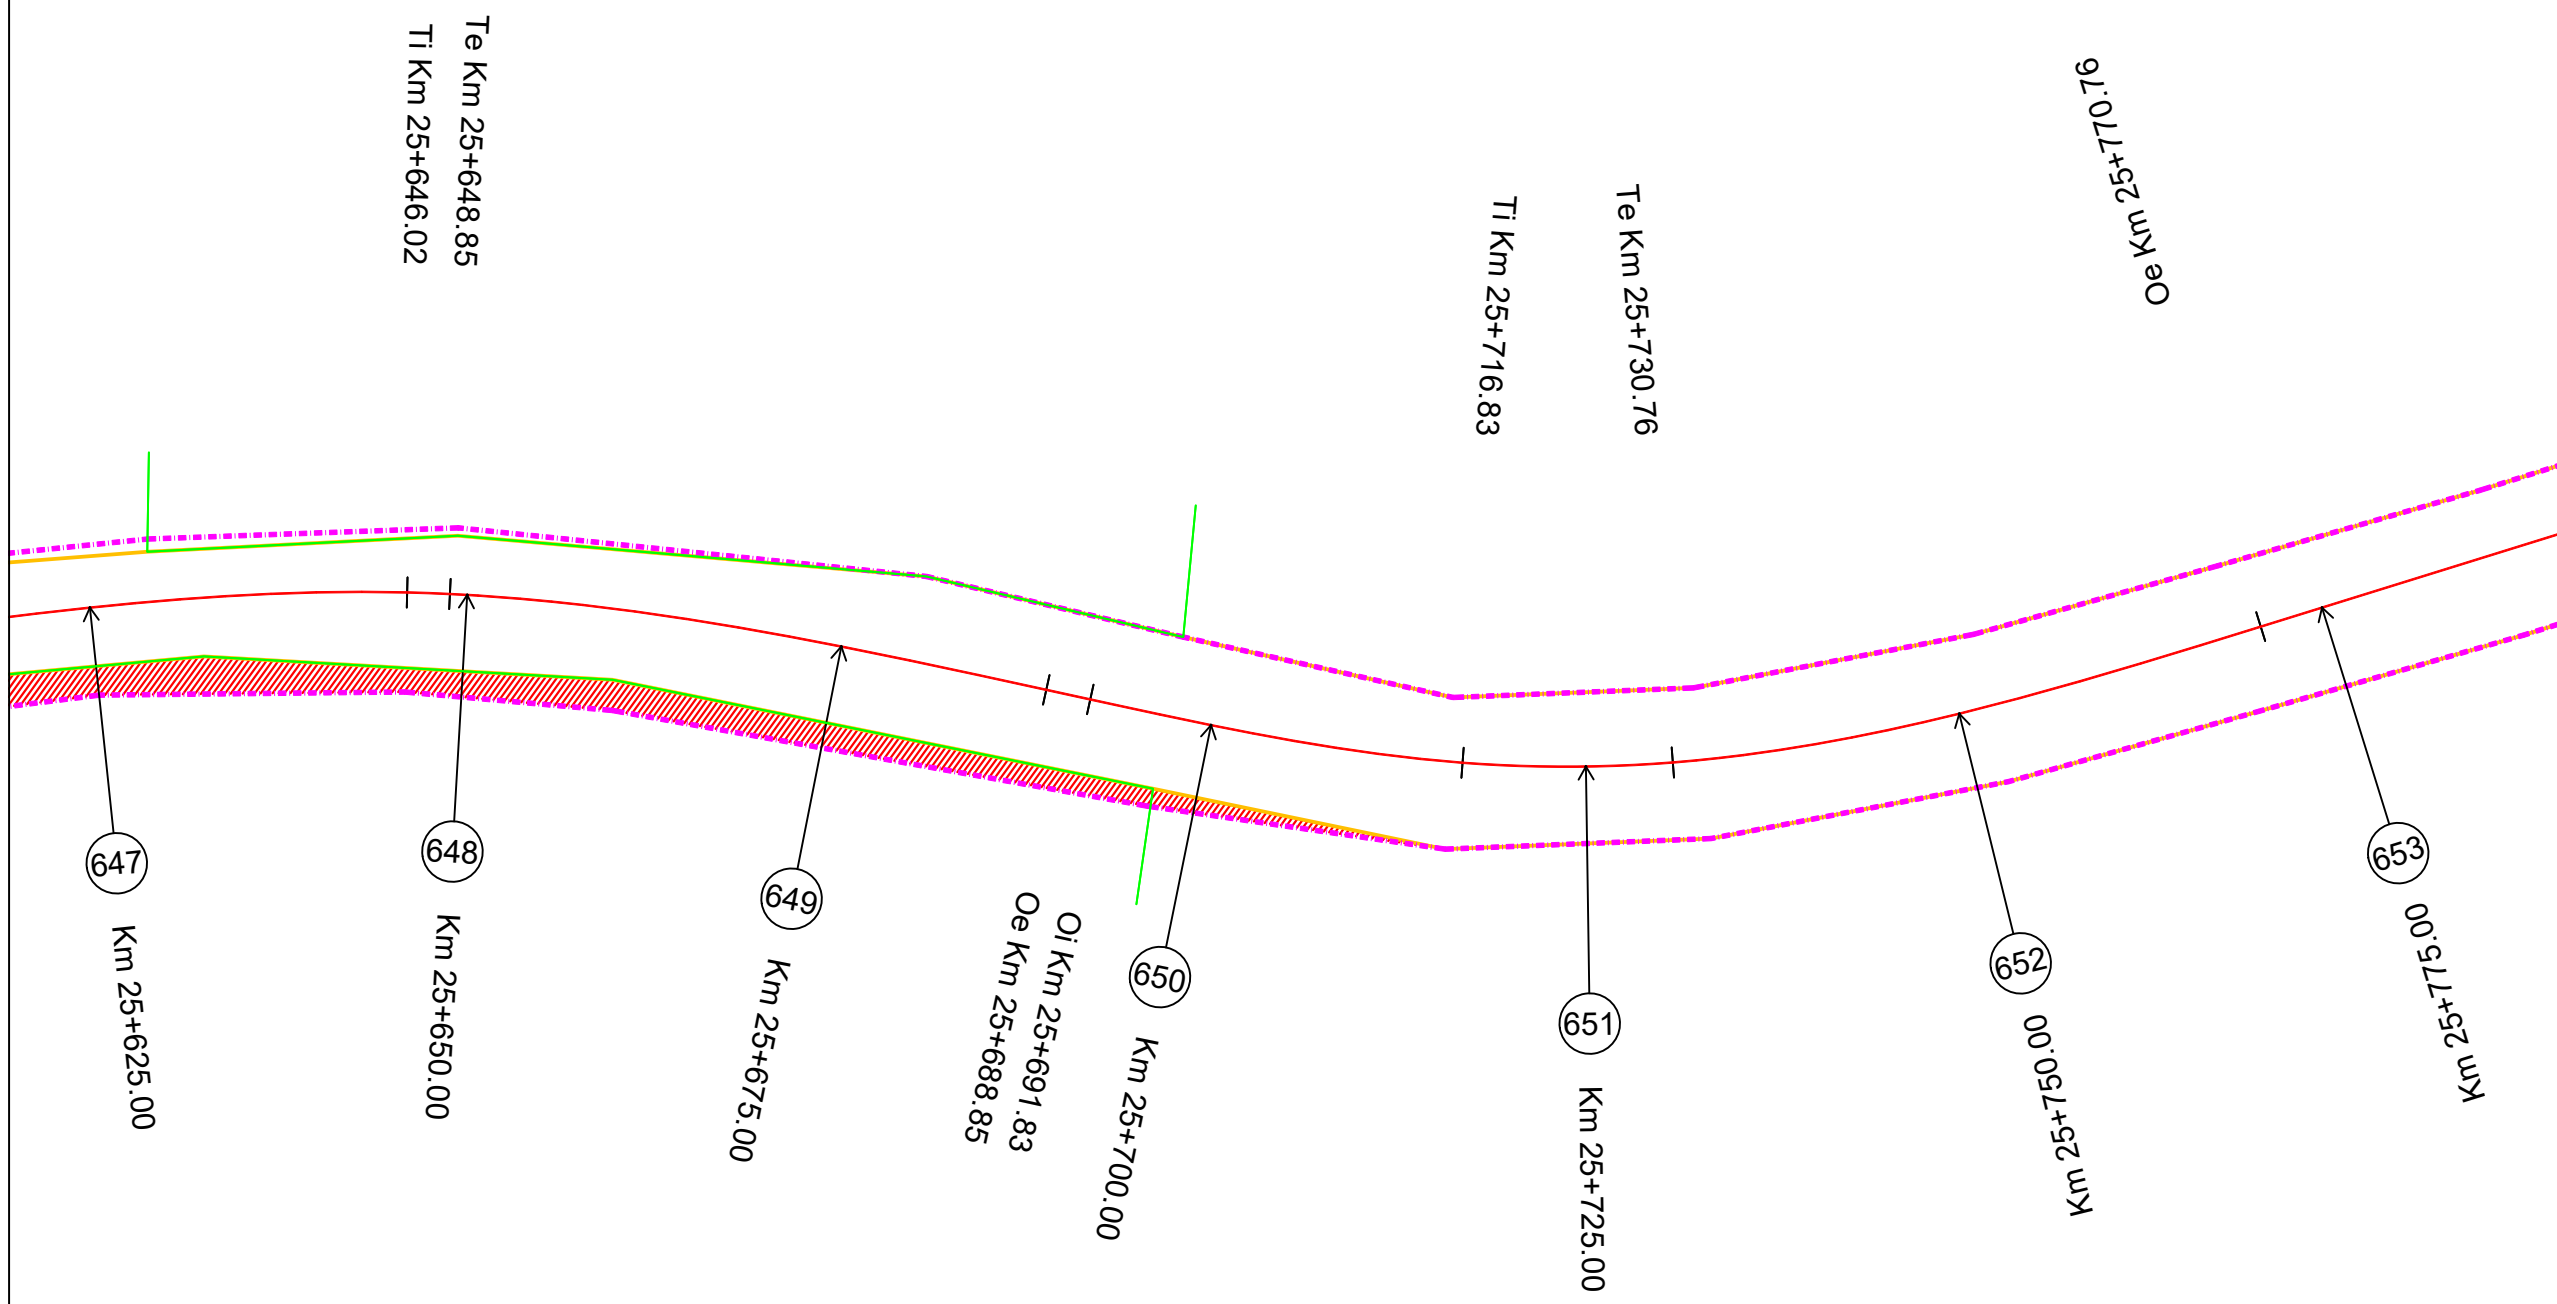 Ti Km 25+646.02
Te Km 25+648.85
Ti Km 25+716.83
Te Km 25+730.76
Oe Km 25+770.76
647
Km 25+625.00
648
Km 25+650.00
649
Km 25+675.00
Oe Km 25+688.85
Oi Km 25+691.83
650
Km 25+700.00
651
Km 25+725.00
652
Km 25+750.00
653
Km 25+775.00